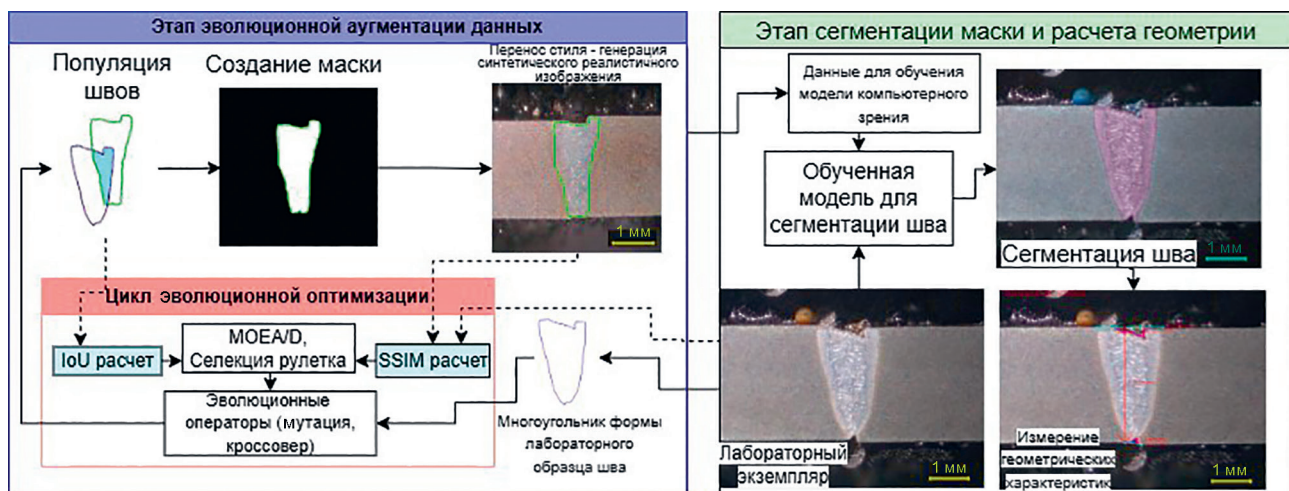 Этап эволюционной аугментации данных
Популяция
швов
Создание маски
Перенос стиля - генерация
синтетического реалистичного
изображения
1 мм
Цикл эволюционной оптимизации
IoU расчет
MOEA/D,
Селекция рулетка
SSIM расчет
Эволюционные
операторы (мутация,
кроссовер)
Многоугольник формы
лабораторного
образца шва
Этап сегментации маски и расчета геометрии
Данные для обучения
модели компьютерного
зрения
Обученная
модель для
сегментации шва
1 мм
Сегментация шва
Лабораторный
экземпляр
1 мм
Измерение
геометрических
характеристик
1 мм